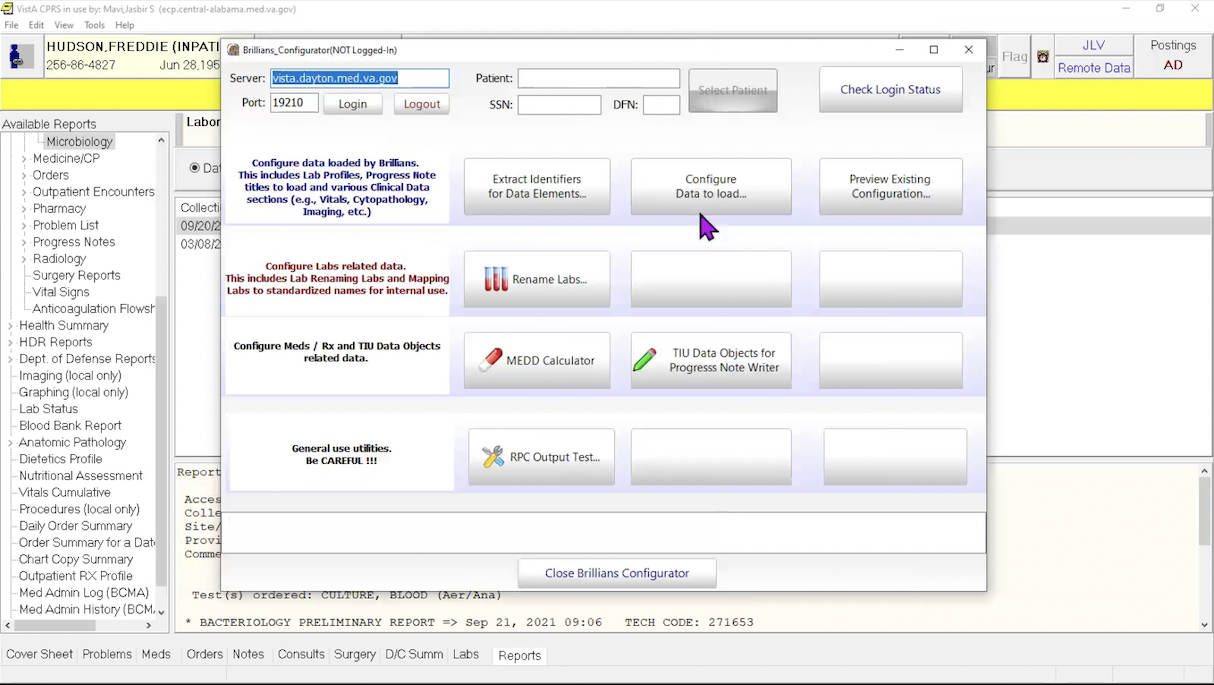 VistA CPRS in use by: Mavi,Jasbir S (ecp.central-alabama.med.va.gov)
File Edit View Tools Help
HUDSON,FREDDIE (INPATI
256-86-4827 Jun 28,195
Flag
JLV
Remote Data
Postings
AD
Brillians_Configurator(NOT Logged-In)
Server: vista.dayton.med.va.gov
Port: 19210 Login Logout
Patient:
SSN: DFN:
Select Patient
Check Login Status
Configure data loaded by Brillians.
This includes Lab Profiles, Progress Note
titles to load and various Clinical Data
sections (e.g., Vitals, Cytopathology,
Imaging, etc.)
Extract Identifiers
for Data Elements...
Configure
Data to load...
Preview Existing
Configuration...
Configure Labs related data.
This includes Lab Renaming Labs and Mapping
Labs to standardized names for internal use.
Rename Labs...
Configure Meds / Rx and TIU Data Objects
related data.
MEDD Calculator
TIU Data Objects for
Progresss Note Writer
General use utilities.
Be CAREFUL !!!
RPC Output Test...
Close Brillians Configurator
Available Reports
Microbiology
Medicine/CP
Orders
Outpatient Encounters
Pharmacy
Problem List
Progress Notes
Radiology
Surgery Reports
Vital Signs
Anticoagulation Flowsh
Health Summary
HDR Reports
Dept. of Defense Reports
Imaging (local only)
Graphing (local only)
Lab Status
Blood Bank Report
Anatomic Pathology
Dietetics Profile
Nutritional Assessment
Vitals Cumulative
Procedures (local only)
Daily Order Summary
Order Summary for a Date
Chart Copy Summary
Outpatient RX Profile
Med Admin Log (BCMA)
Med Admin History (BCM
Labor
Dat
Collecti
09/20/2
03/08/2
Report
Acces
Colle
Site/
Provi
Comme
Test(s) ordered: CULTURE, BLOOD (Aer/Ana)
* BACTERIOLOGY PRELIMINARY REPORT => Sep 21, 2021 09:06 TECH CODE: 271653
Cover Sheet Problems Meds Orders Notes Consults Surgery D/C Summ Labs Reports